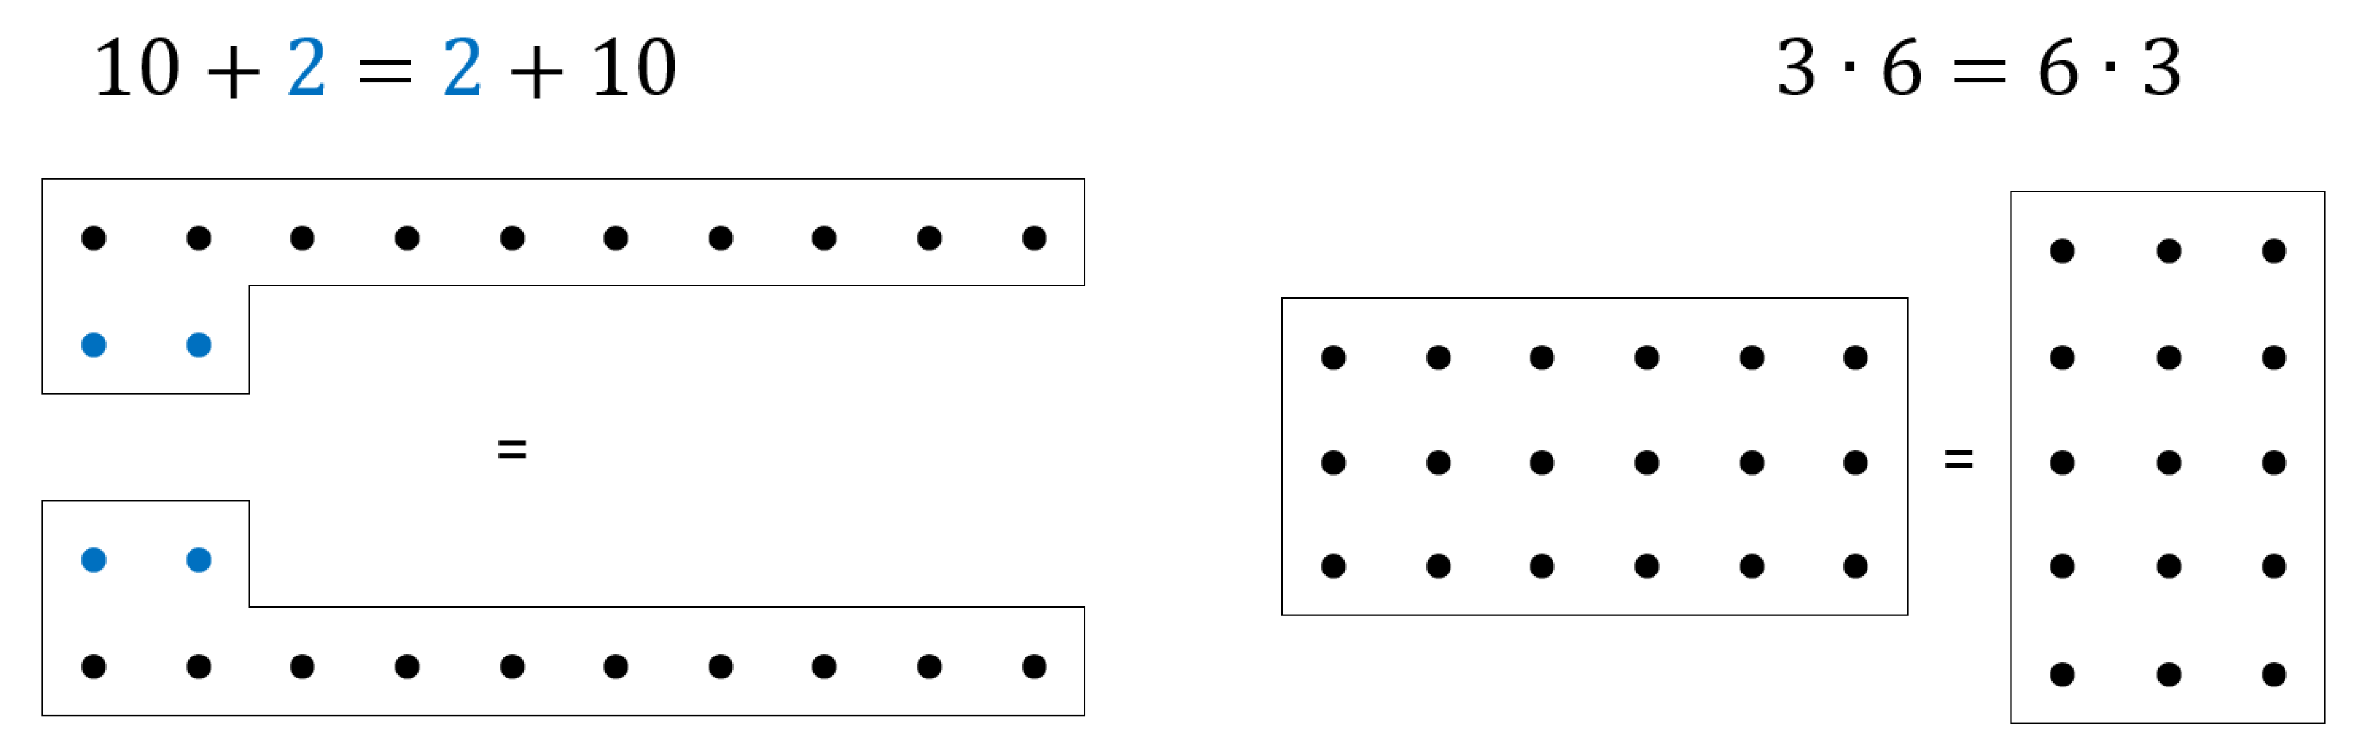 10 + 2 = 2 + 10
3 · 6 = 6 · 3
=
=